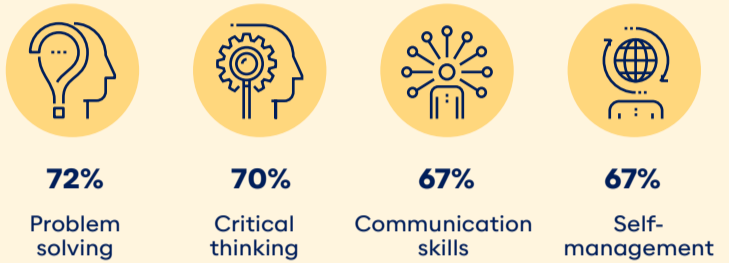 72%
Problem
solving
70%
Critical
thinking
67%
Communication
skills
67%
Self-
management